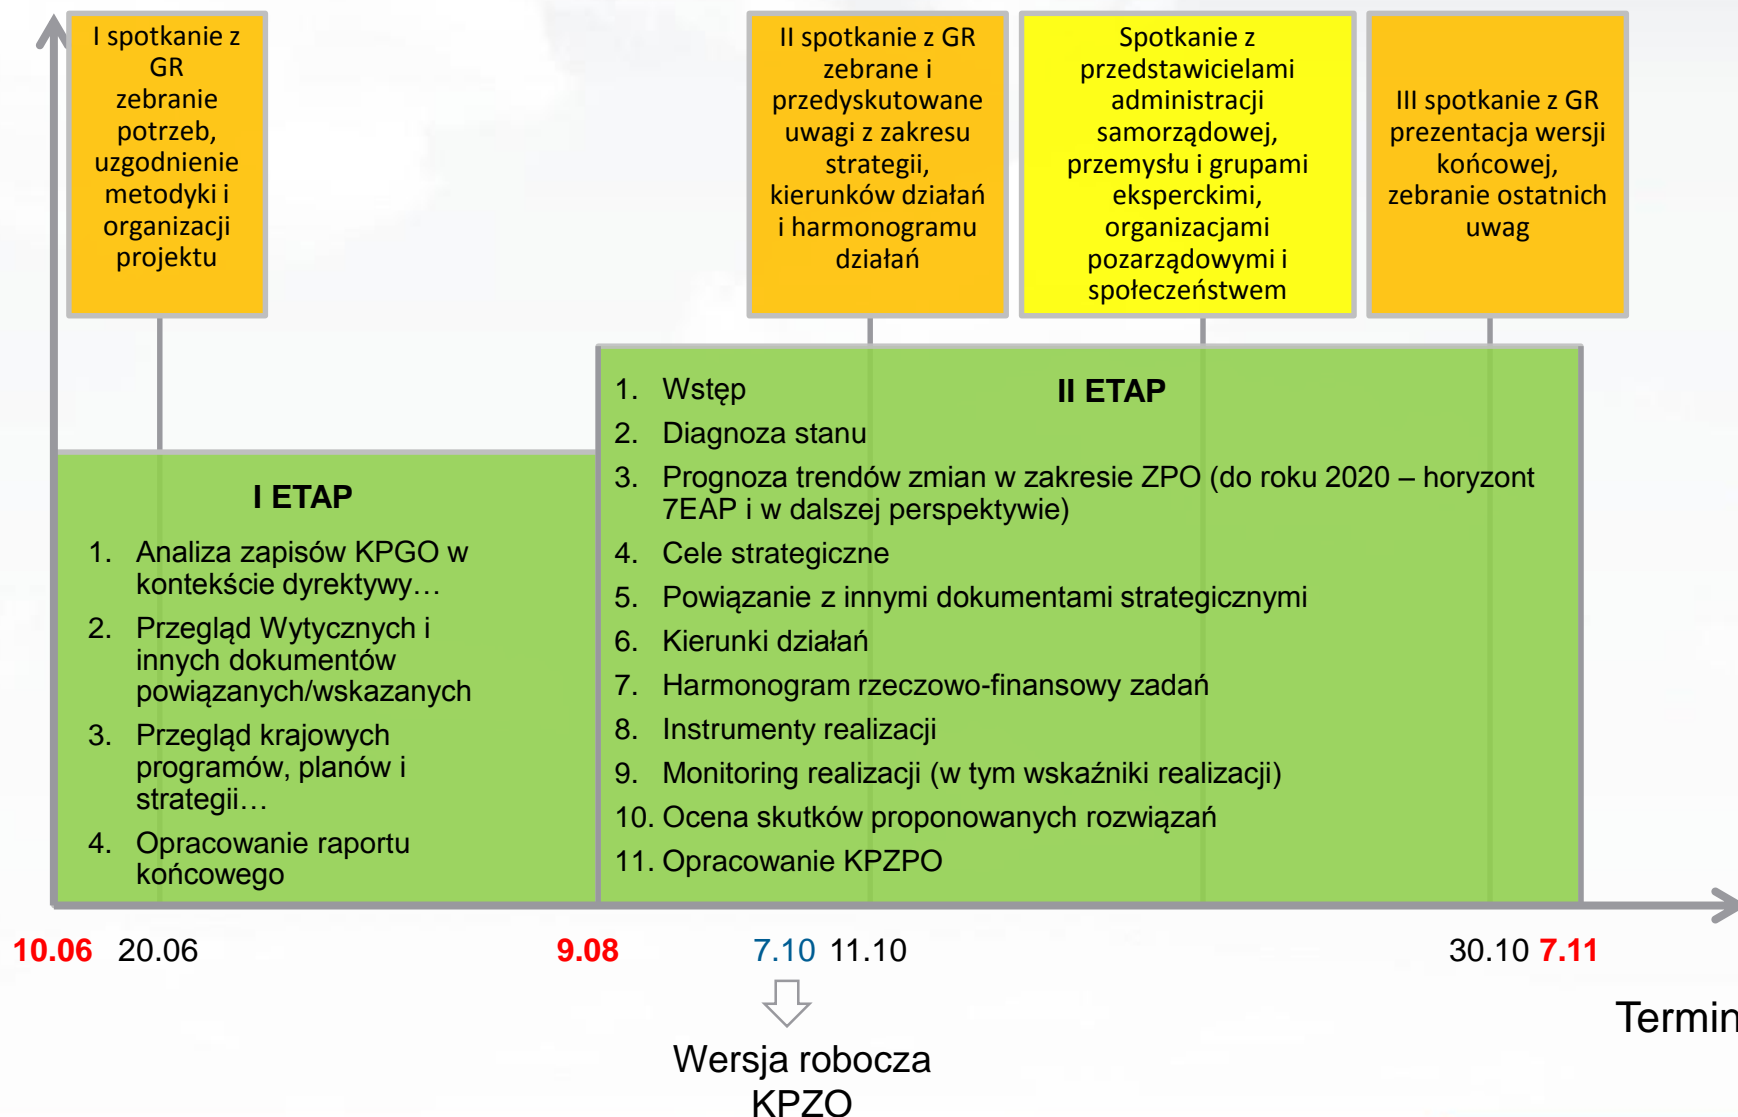 I spotkanie z
GR
zebranie
potrzeb,
uzgodnienie
metodyki i
organizacji
projektu
II spotkanie z GR
zebrane i
przedyskutowane
uwagi z zakresu
strategii,
kierunków działań
i harmonogramu
działań
Spotkanie z
przedstawicielami
administracji
samorządowej,
przemysłu i grupami
eksperckimi,
organizacjami
pozarządowymi i
społeczeństwem
III spotkanie z GR
prezentacja wersji
końcowej,
zebranie ostatnich
uwag
I ETAP
1. Analiza zapisów KPGO w
kontekście dyrektywy…
2. Przegląd Wytycznych i
innych dokumentów
powiązanych/wskazanych
3. Przegląd krajowych
programów, planów i
strategii…
4. Opracowanie raportu
końcowego
II ETAP
1. Wstęp
2. Diagnoza stanu
3. Prognoza trendów zmian w zakresie ZPO (do roku 2020 – horyzont
7EAP i w dalszej perspektywie)
4. Cele strategiczne
5. Powiązanie z innymi dokumentami strategicznymi
6. Kierunki działań
7. Harmonogram rzeczowo-finansowy zadań
8. Instrumenty realizacji
9. Monitoring realizacji (w tym wskaźniki realizacji)
10. Ocena skutków proponowanych rozwiązań
11. Opracowanie KPZPO
10.06 20.06 9.08 7.10 11.10 30.10 7.11
Termin
Wersja robocza
KPZO